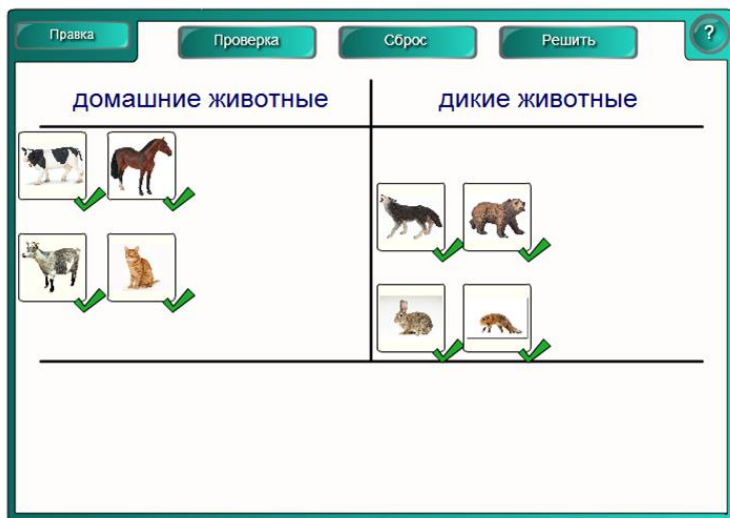 Правка
Проверка
Сброс
Решить
?
домашние животные
дикие животные